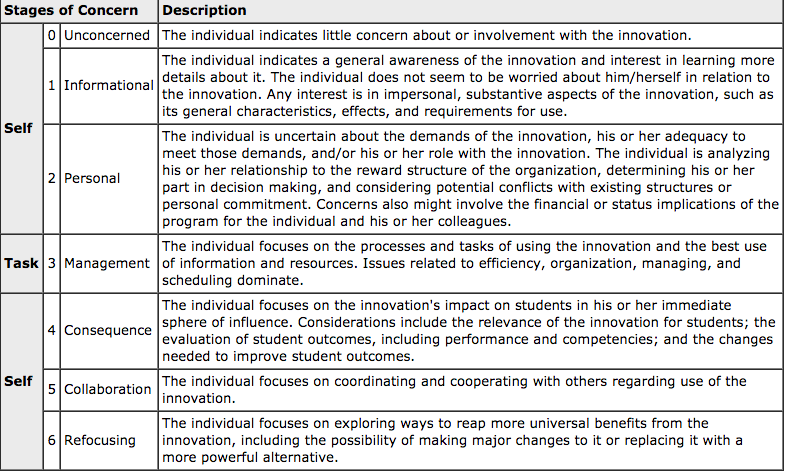 Stages of Concern Description
Self
0 Unconcerned The individual indicates little concern about or involvement with the innovation.
1 Informational The individual indicates a general awareness of the innovation and interest in learning more
details about it. The individual does not seem to be worried about him/herself in relation to
the innovation. Any interest is in impersonal, substantive aspects of the innovation, such as
its general characteristics, effects, and requirements for use.
2 Personal The individual is uncertain about the demands of the innovation, his or her adequacy to
meet those demands, and/or his or her role with the innovation. The individual is analyzing
his or her relationship to the reward structure of the organization, determining his or her
part in decision making, and considering potential conflicts with existing structures or
personal commitment. Concerns also might involve the financial or status implications of the
program for the individual and his or her colleagues.
Task 3 Management The individual focuses on the processes and tasks of using the innovation and the best use
of information and resources. Issues related to efficiency, organization, managing, and
scheduling dominate.
Self
4 Consequence The individual focuses on the innovation's impact on students in his or her immediate
sphere of influence. Considerations include the relevance of the innovation for students; the
evaluation of student outcomes, including performance and competencies; and the changes
needed to improve student outcomes.
5 Collaboration The individual focuses on coordinating and cooperating with others regarding use of the
innovation.
6 Refocusing The individual focuses on exploring ways to reap more universal benefits from the
innovation, including the possibility of making major changes to it or replacing it with a
more powerful alternative.